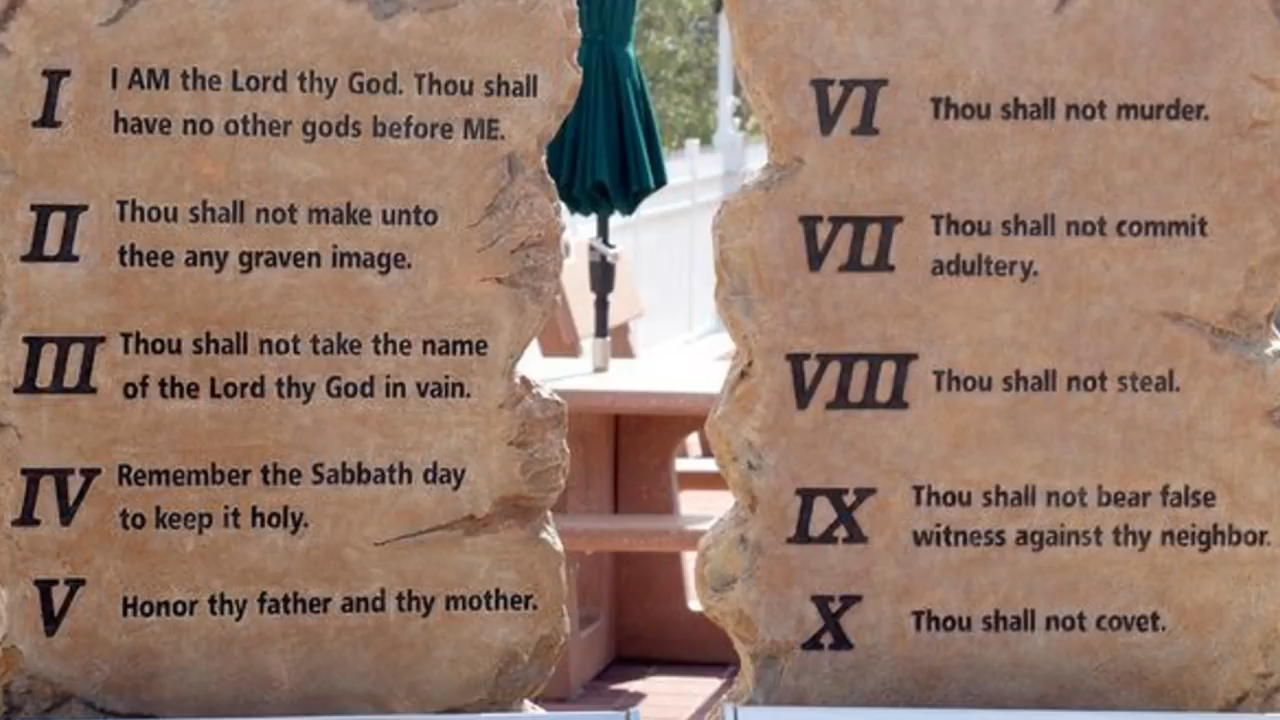 I I AM the Lord thy God. Thou shall
have no other gods before ME.
II Thou shall not make unto
thee any graven image.
III Thou shall not take the name
of the Lord thy God in vain.
IV Remember the Sabbath day
to keep it holy.
V Honor thy father and thy mother.
VI Thou shall not murder.
VII Thou shall not commit
adultery.
VIII Thou shall not steal.
IX Thou shall not bear false
witness against thy neighbor.
X Thou shall not covet.